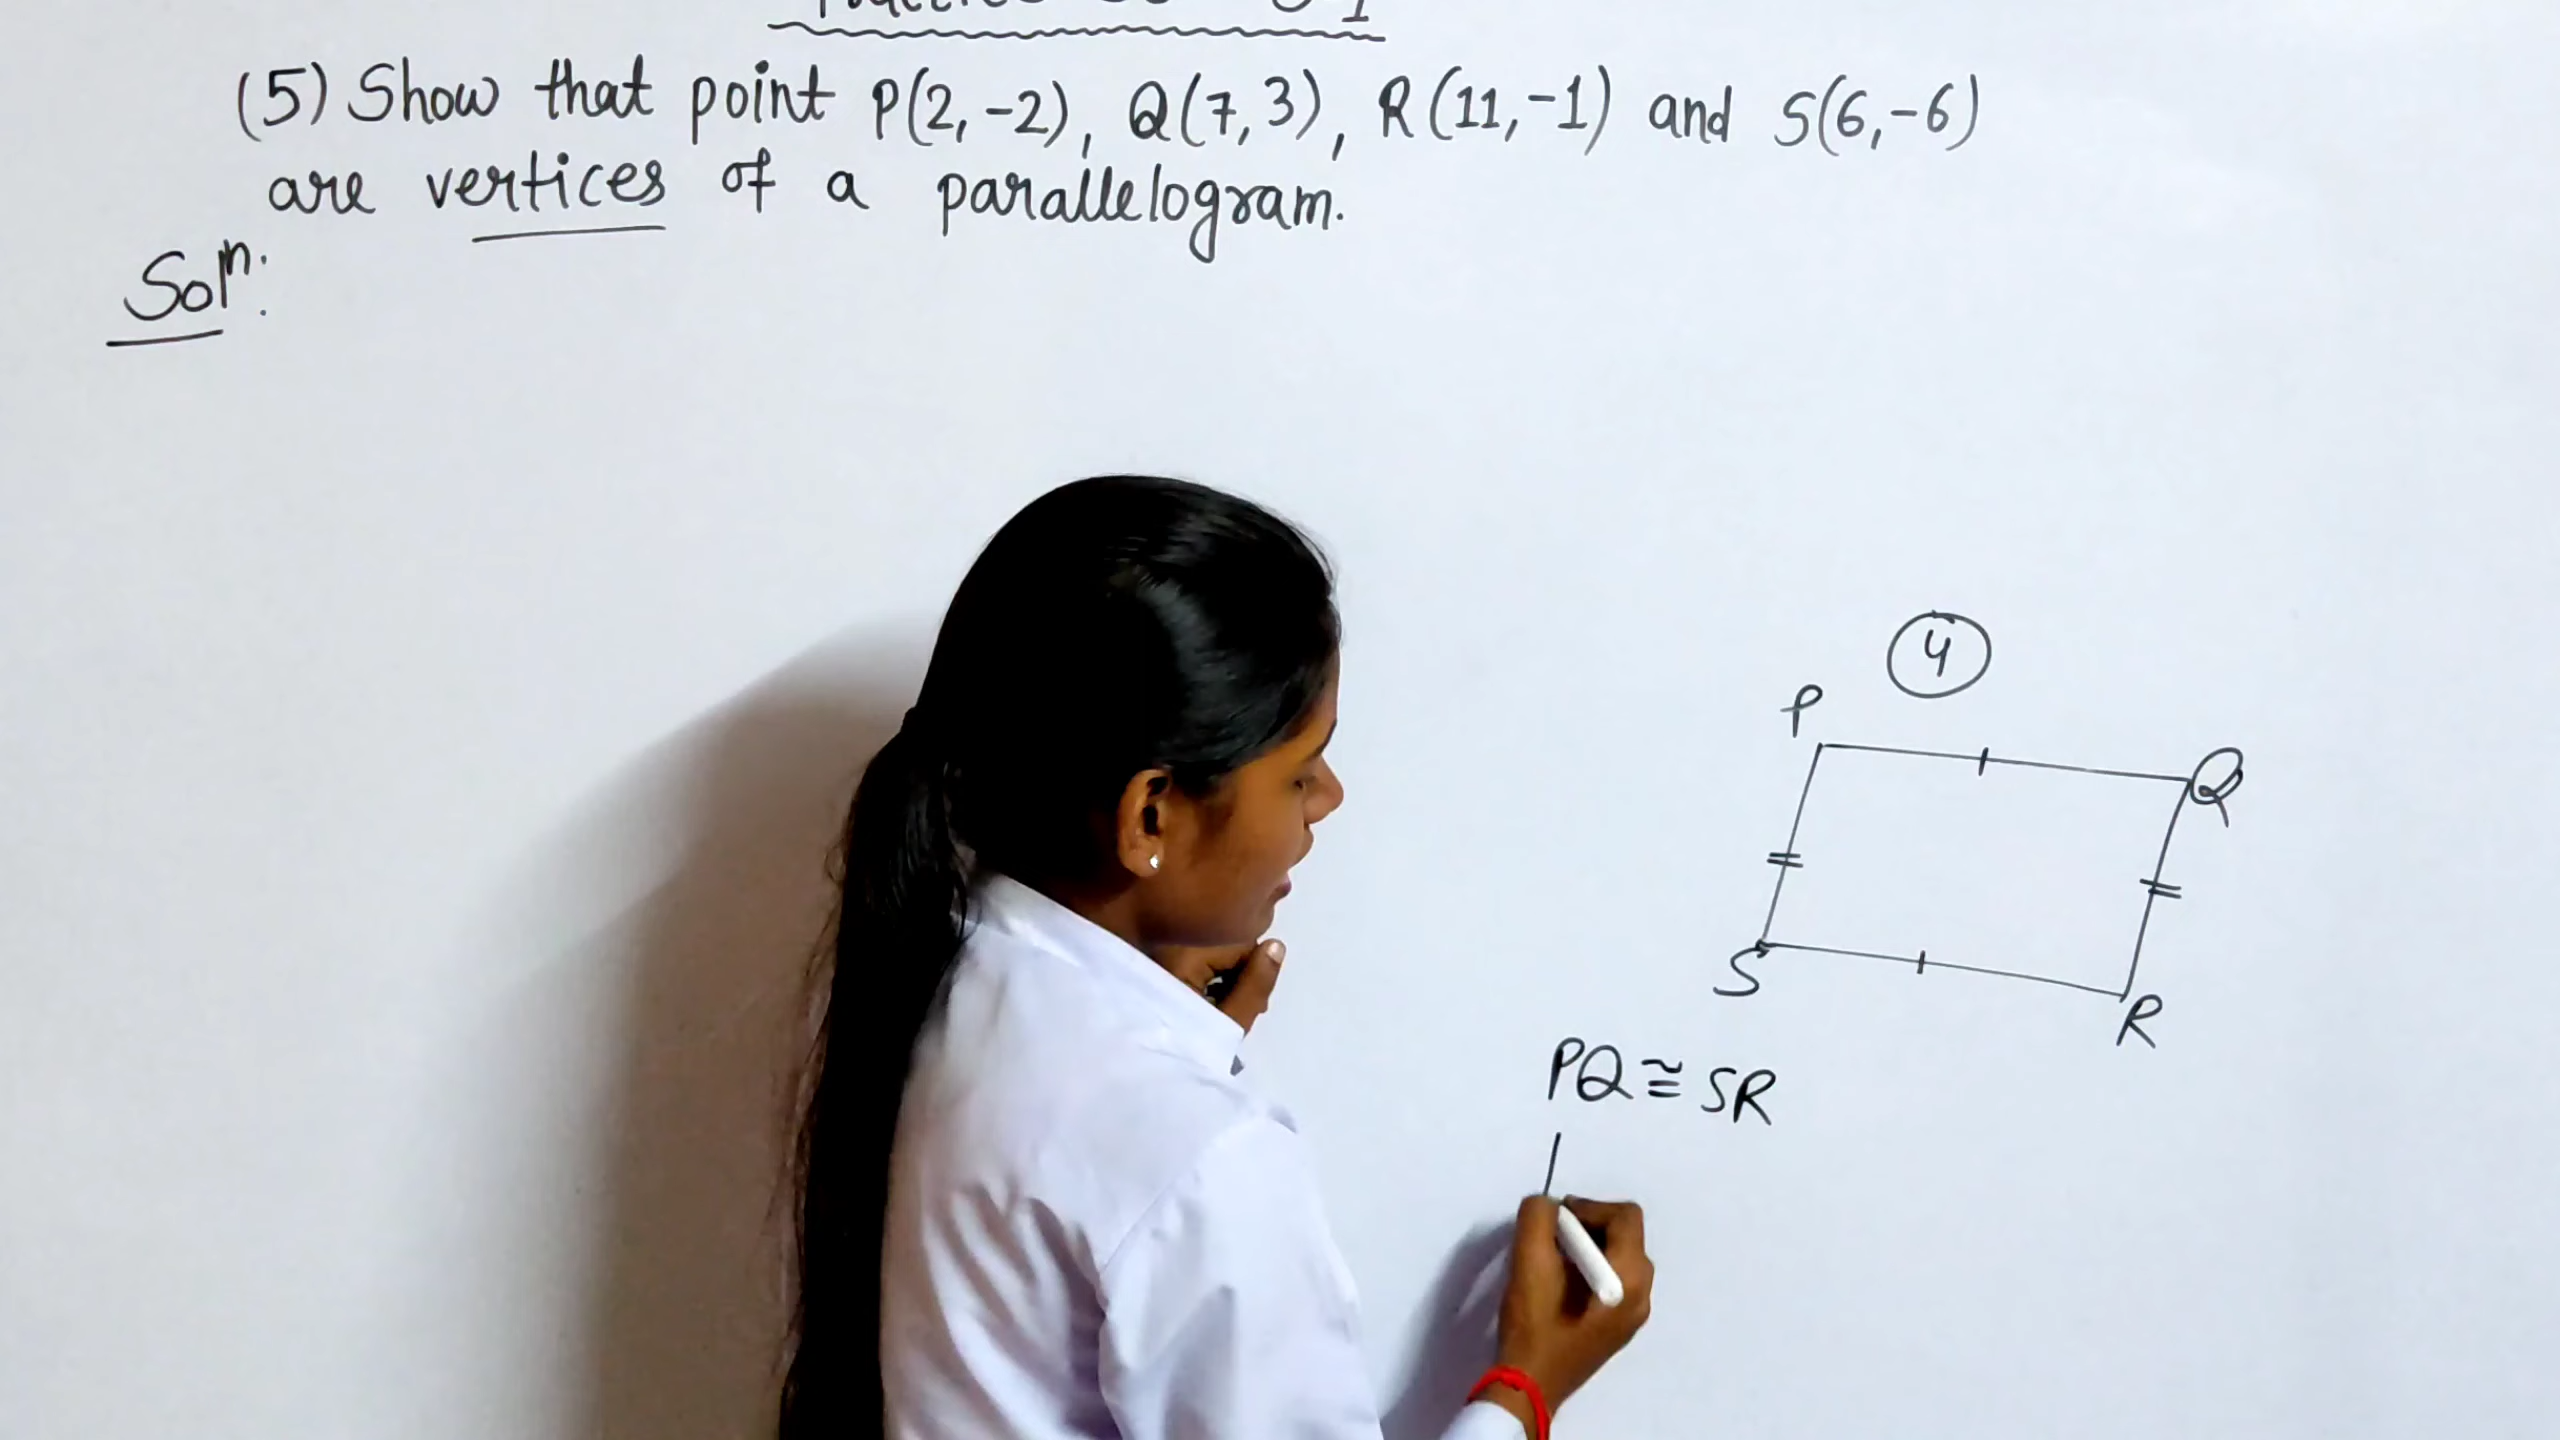 (5) Show that point P(2,-2), Q(7,3), R(11,-1) and S(6,-6)
are vertices of a parallelogram.
Solⁿ:
4
P
Q
S
R
PQ ≅ SR